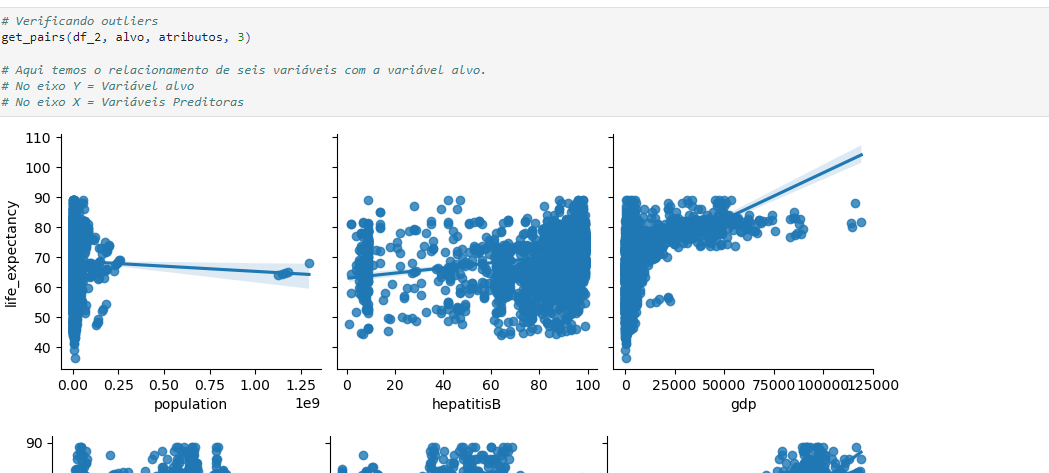 # Verificando outliers
get_pairs(df_2, alvo, atributos, 3)
# Aqui temos o relacionamento de seis variáveis com a variável alvo.
# No eixo Y = Variável alvo
# No eixo X = Variáveis Preditoras
110
100
90
80
70
60
50
40
life_expectancy
0.00 0.25 0.50 0.75 1.00 1.25
1e9
population
0 20 40 60 80 100
hepatitisB
0 25000 50000 75000 100000 125000
gdp
90